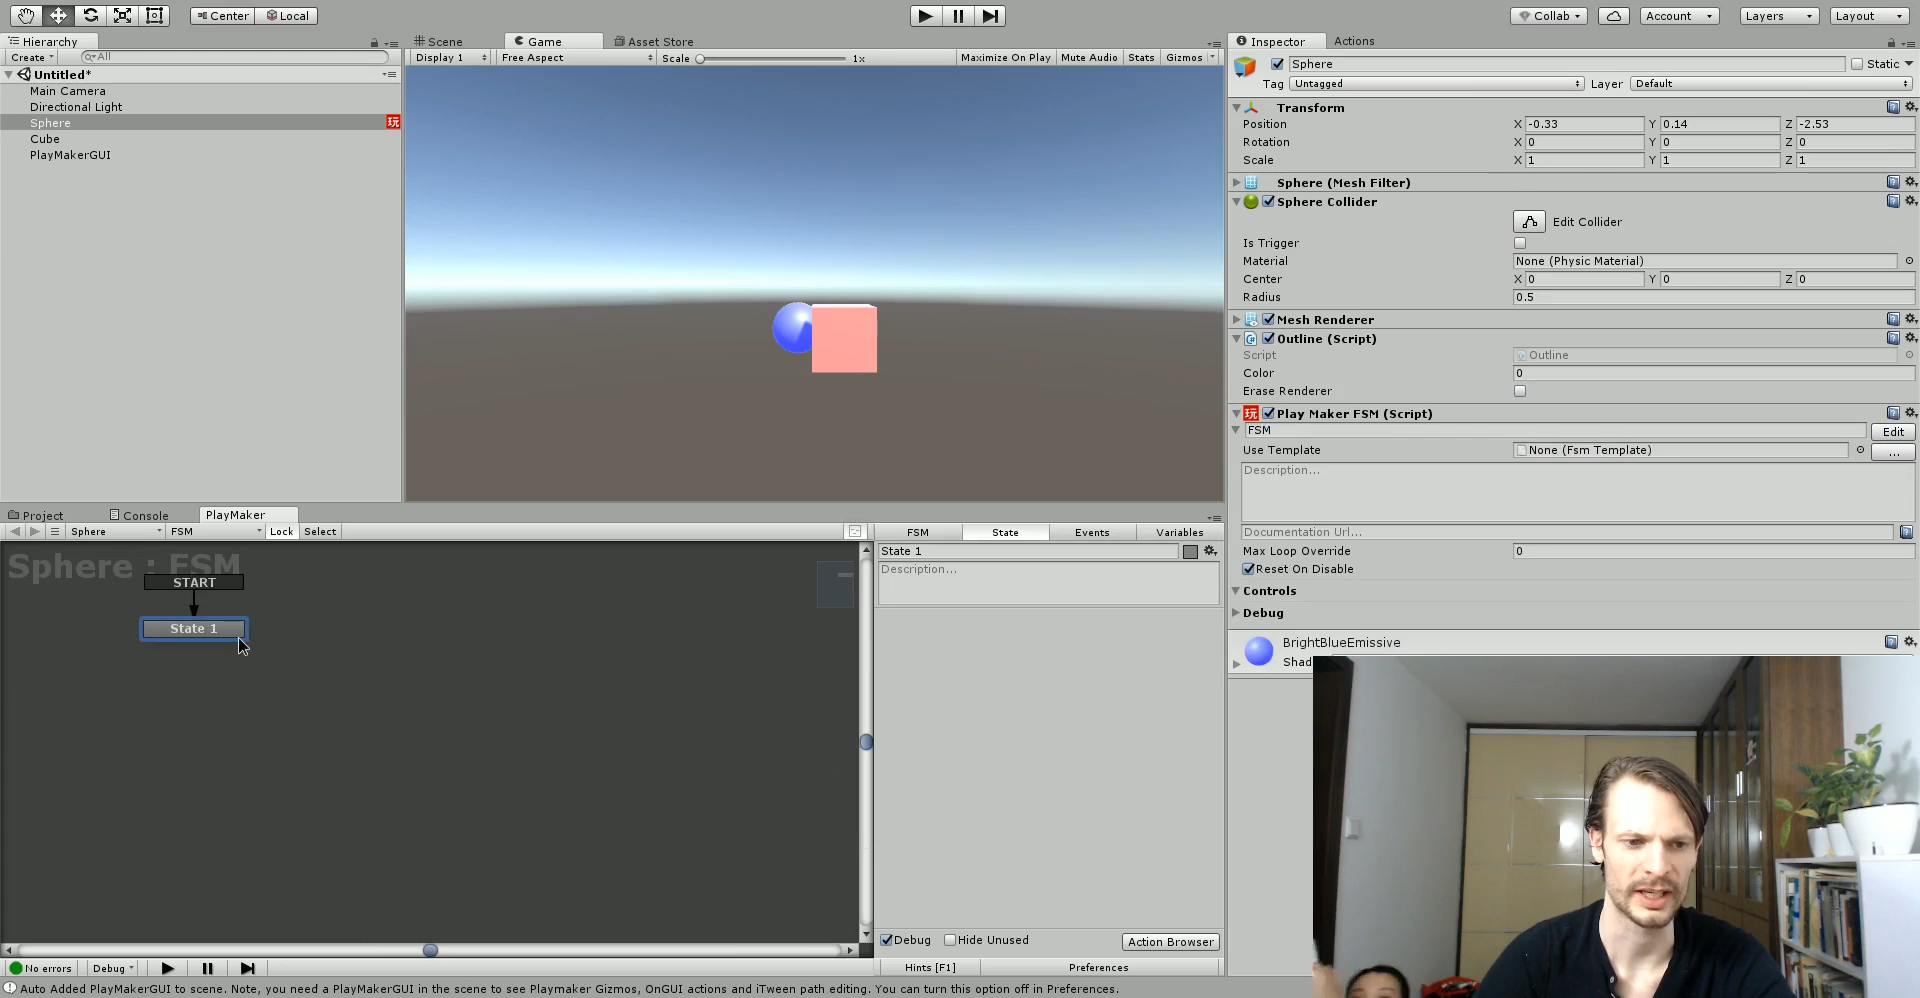 Center
Local
Collab
Account
Layers
Layout
Hierarchy
Create
All
Untitled*
Main Camera
Directional Light
Sphere
玩
Cube
PlayMakerGUI
Scene
Game
Asset Store
Display 1
Free Aspect
Scale
1x
Maximize On Play
Mute Audio
Stats
Gizmos
Inspector
Actions
Sphere
Static
Tag
Untagged
Layer
Default
Transform
Position
X -0.33
Y 0.14
Z -2.53
Rotation
X 0
Y 0
Z 0
Scale
X 1
Y 1
Z 1
Sphere (Mesh Filter)
Sphere Collider
Edit Collider
Is Trigger
Material
None (Physic Material)
Center
X 0
Y 0
Z 0
Radius
0.5
Mesh Renderer
Outline (Script)
Script
Outline
Color
0
Erase Renderer
玩
Play Maker FSM (Script)
FSM
Edit
Use Template
None (Fsm Template)
...
Description...
Documentation Url...
Max Loop Override
0
Reset On Disable
Controls
Debug
BrightBlueEmissive
Shad
Project
Console
PlayMaker
Sphere
FSM
Lock
Select
Sphere : FSM
START
State 1
FSM
State
Events
Variables
State 1
Description...
Debug
Hide Unused
Action Browser
No errors
Debug
Hints [F1]
Preferences
Auto Added PlayMakerGUI to scene. Note, you need a PlayMakerGUI in the scene to see Playmaker Gizmos, OnGUI actions and iTween path editing. You can turn this option off in Preferences.